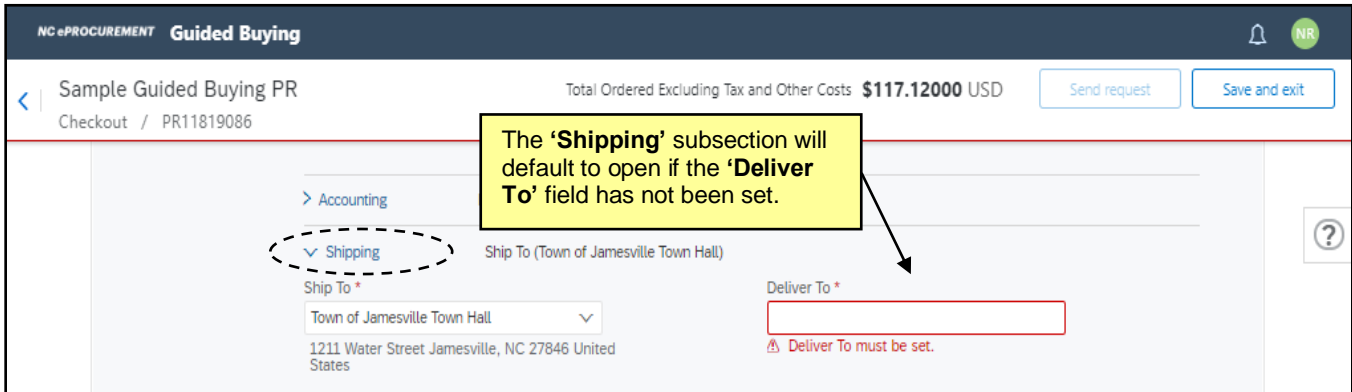 NC ePROCUREMENT Guided Buying
NR
Sample Guided Buying PR
Total Ordered Excluding Tax and Other Costs $117.12000 USD
Send request
Save and exit
Checkout / PR11819086
The ‘Shipping’ subsection will
default to open if the ‘Deliver
To’ field has not been set.
Accounting
Shipping
Ship To (Town of Jamesville Town Hall)
?
Ship To *
Deliver To *
Town of Jamesville Town Hall
1211 Water Street Jamesville, NC 27846 United
States
Deliver To must be set.